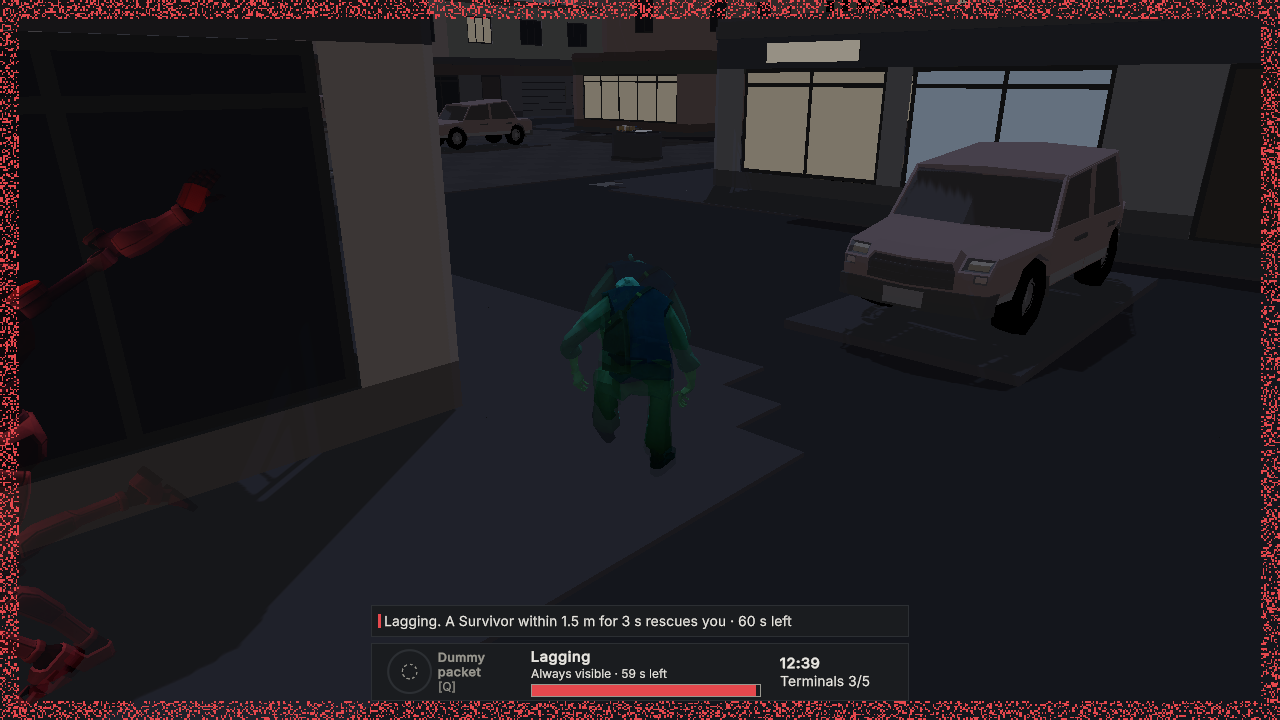 Lagging. A Survivor within 1.5 m for 3 s rescues you · 60 s left
Dummy packet
[Q]
Lagging
Always visible · 59 s left
12:39
Terminals 3/5